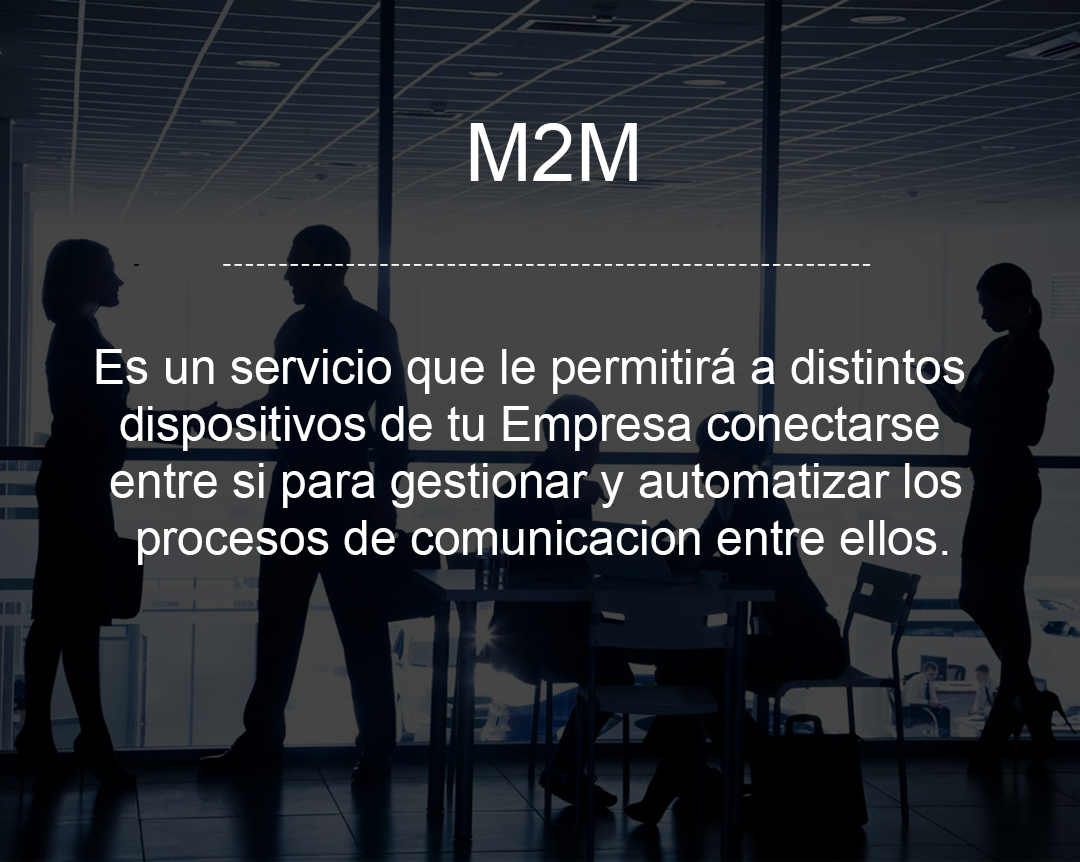 M2M
Es un servicio que le permitirá a distintos
dispositivos de tu Empresa conectarse
entre si para gestionar y automatizar los
procesos de comunicacion entre ellos.